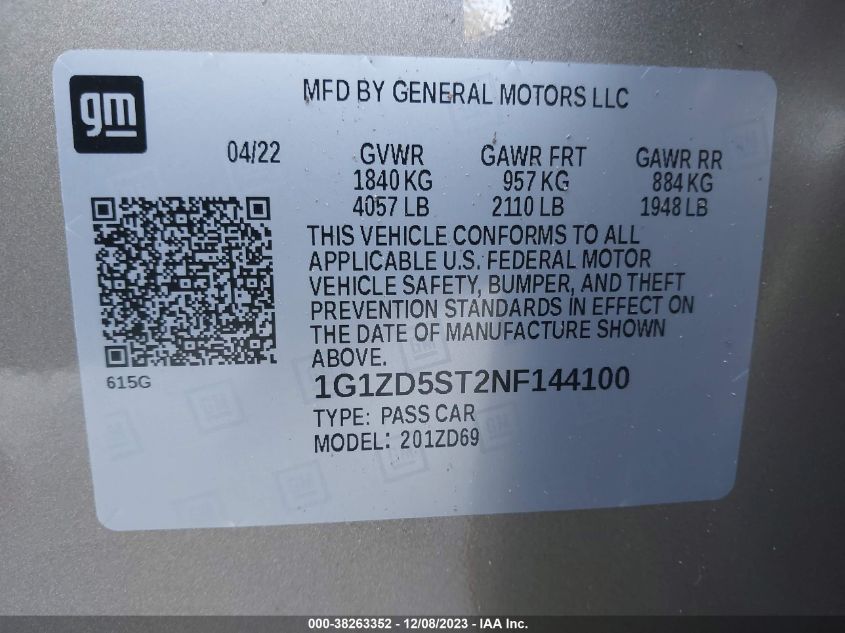 gm
MFD BY GENERAL MOTORS LLC
04/22
GVWR
1840 KG
4057 LB
GAWR FRT
957 KG
2110 LB
GAWR RR
884 KG
1948 LB
THIS VEHICLE CONFORMS TO ALL
APPLICABLE U.S. FEDERAL MOTOR
VEHICLE SAFETY, BUMPER, AND THEFT
PREVENTION STANDARDS IN EFFECT ON
THE DATE OF MANUFACTURE SHOWN
ABOVE.
615G
1G1ZD5ST2NF144100
TYPE: PASS CAR
MODEL: 201ZD69
000-38263352 - 12/08/2023 - IAA Inc.